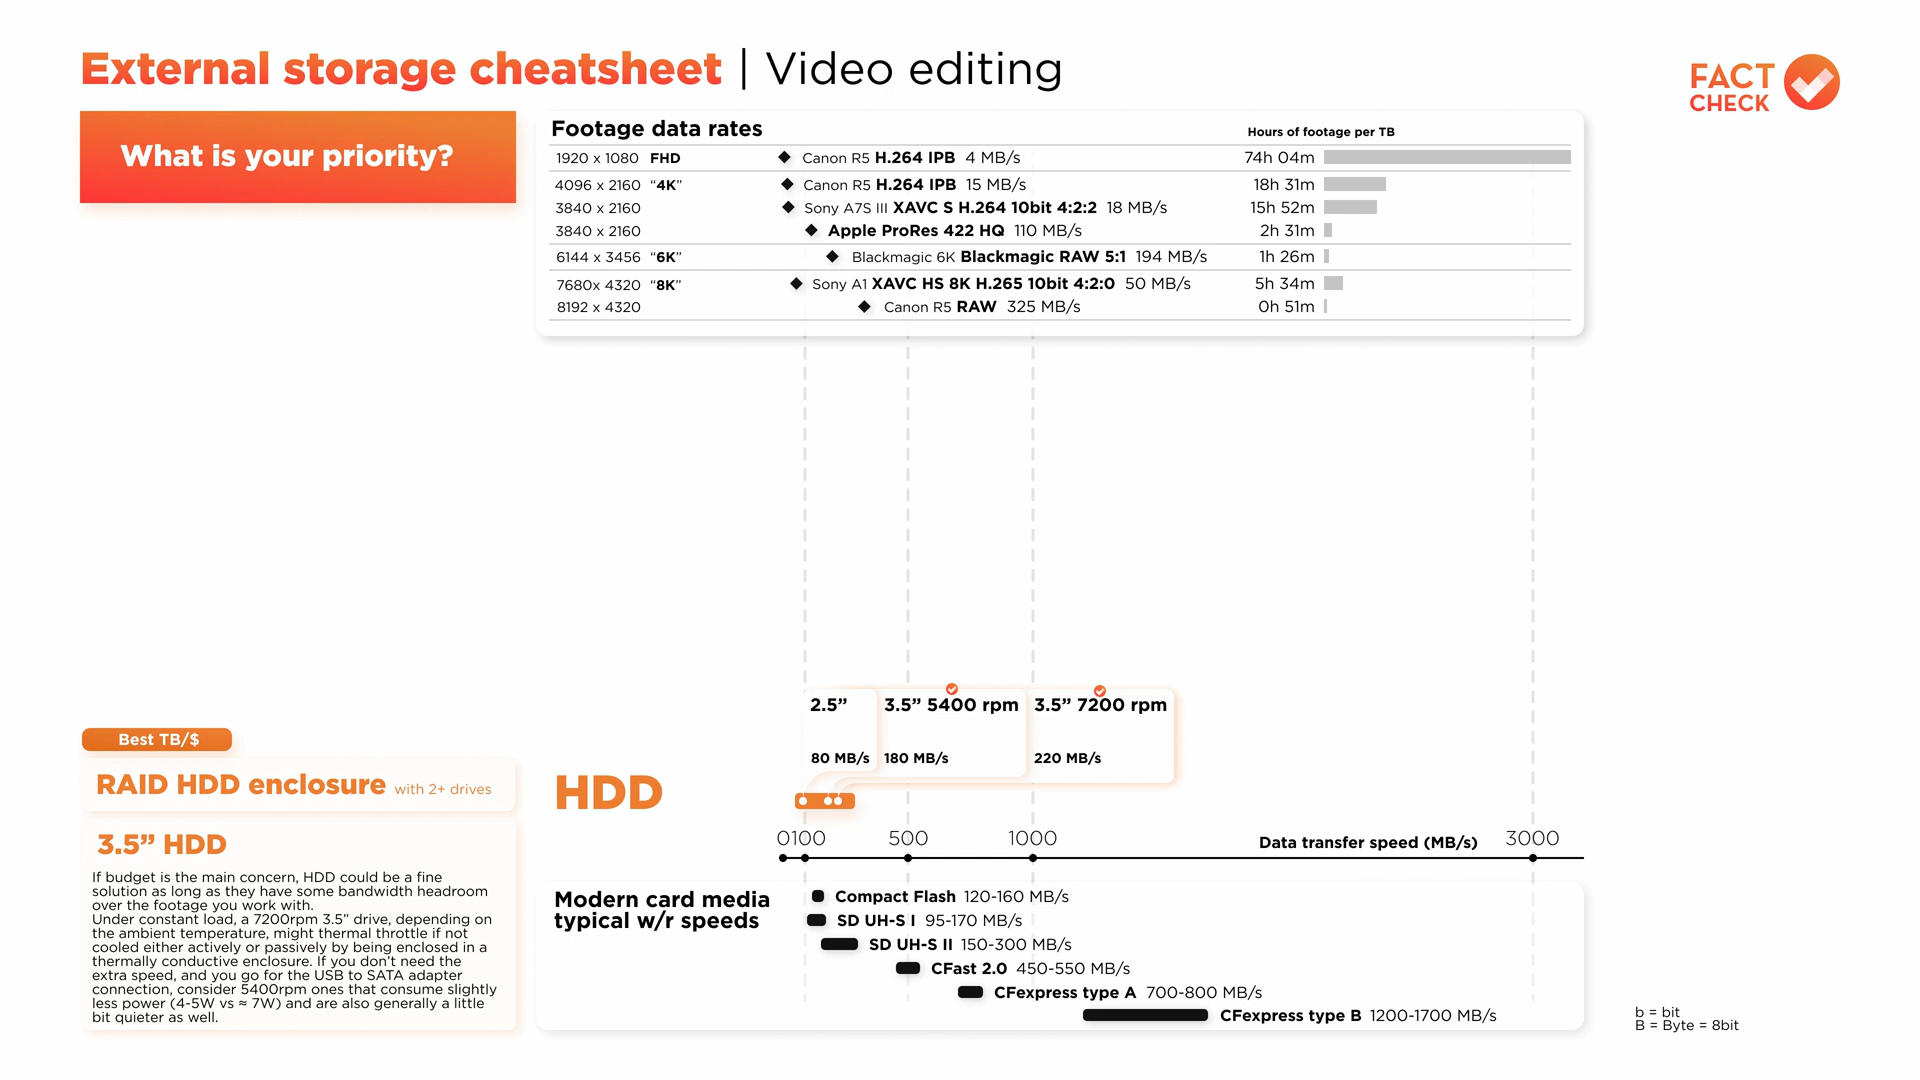 External storage cheatsheet | Video editing
FACT
CHECK
What is your priority?
Footage data rates
Hours of footage per TB
1920 x 1080 FHD Canon R5 H.264 IPB 4 MB/s 74h 04m
4096 x 2160 “4K” Canon R5 H.264 IPB 15 MB/s 18h 31m
3840 x 2160 Sony A7S III XAVC S H.264 10bit 4:2:2 18 MB/s 15h 52m
3840 x 2160 Apple ProRes 422 HQ 110 MB/s 2h 31m
6144 x 3456 “6K” Blackmagic 6K Blackmagic RAW 5:1 194 MB/s 1h 26m
7680x 4320 “8K” Sony A1 XAVC HS 8K H.265 10bit 4:2:0 50 MB/s 5h 34m
8192 x 4320 Canon R5 RAW 325 MB/s 0h 51m
2.5” 3.5” 5400 rpm 3.5” 7200 rpm
80 MB/s 180 MB/s 220 MB/s
Best TB/$
RAID HDD enclosure with 2+ drives
HDD
3.5” HDD
If budget is the main concern, HDD could be a fine
solution as long as they have some bandwidth headroom
over the footage you work with.
Under constant load, a 7200rpm 3.5” drive, depending on
the ambient temperature, might thermal throttle if not
cooled either actively or passively by being enclosed in a
thermally conductive enclosure. If you don’t need the
extra speed, and you go for the USB to SATA adapter
connection, consider 5400rpm ones that consume slightly
less power (4-5W vs ≈ 7W) and are also generally a little
bit quieter as well.
0 100 500 1000 Data transfer speed (MB/s) 3000
Modern card media
typical w/r speeds
Compact Flash 120-160 MB/s
SD UH-S I 95-170 MB/s
SD UH-S II 150-300 MB/s
CFast 2.0 450-550 MB/s
CFexpress type A 700-800 MB/s
CFexpress type B 1200-1700 MB/s
b = bit
B = Byte = 8bit